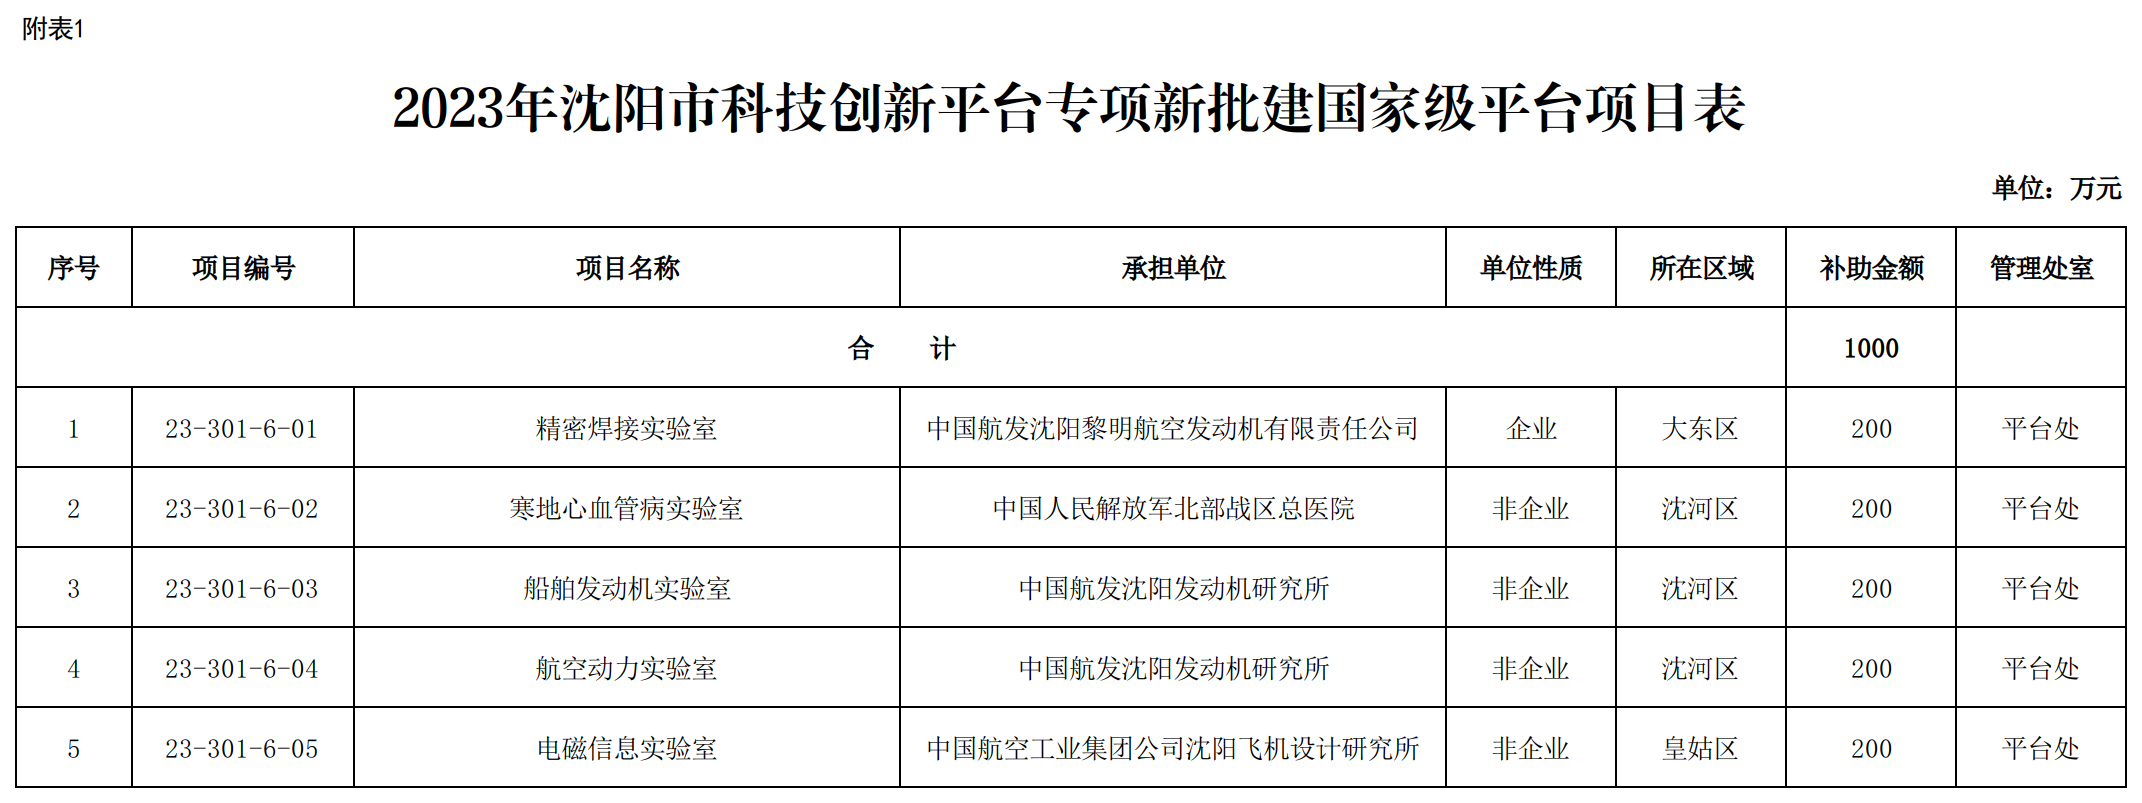 附表1
2023年沈阳市科技创新平台专项新批建国家级平台项目表
单位：万元
序号 项目编号 项目名称 承担单位 单位性质 所在区域 补助金额 管理处室
合 计 1000
1 23-301-6-01 精密焊接实验室 中国航发沈阳黎明航空发动机有限责任公司 企业 大东区 200 平台处
2 23-301-6-02 寒地心血管病实验室 中国人民解放军北部战区总医院 非企业 沈河区 200 平台处
3 23-301-6-03 船舶发动机实验室 中国航发沈阳发动机研究所 非企业 沈河区 200 平台处
4 23-301-6-04 航空动力实验室 中国航发沈阳发动机研究所 非企业 沈河区 200 平台处
5 23-301-6-05 电磁信息实验室 中国航空工业集团公司沈阳飞机设计研究所 非企业 皇姑区 200 平台处